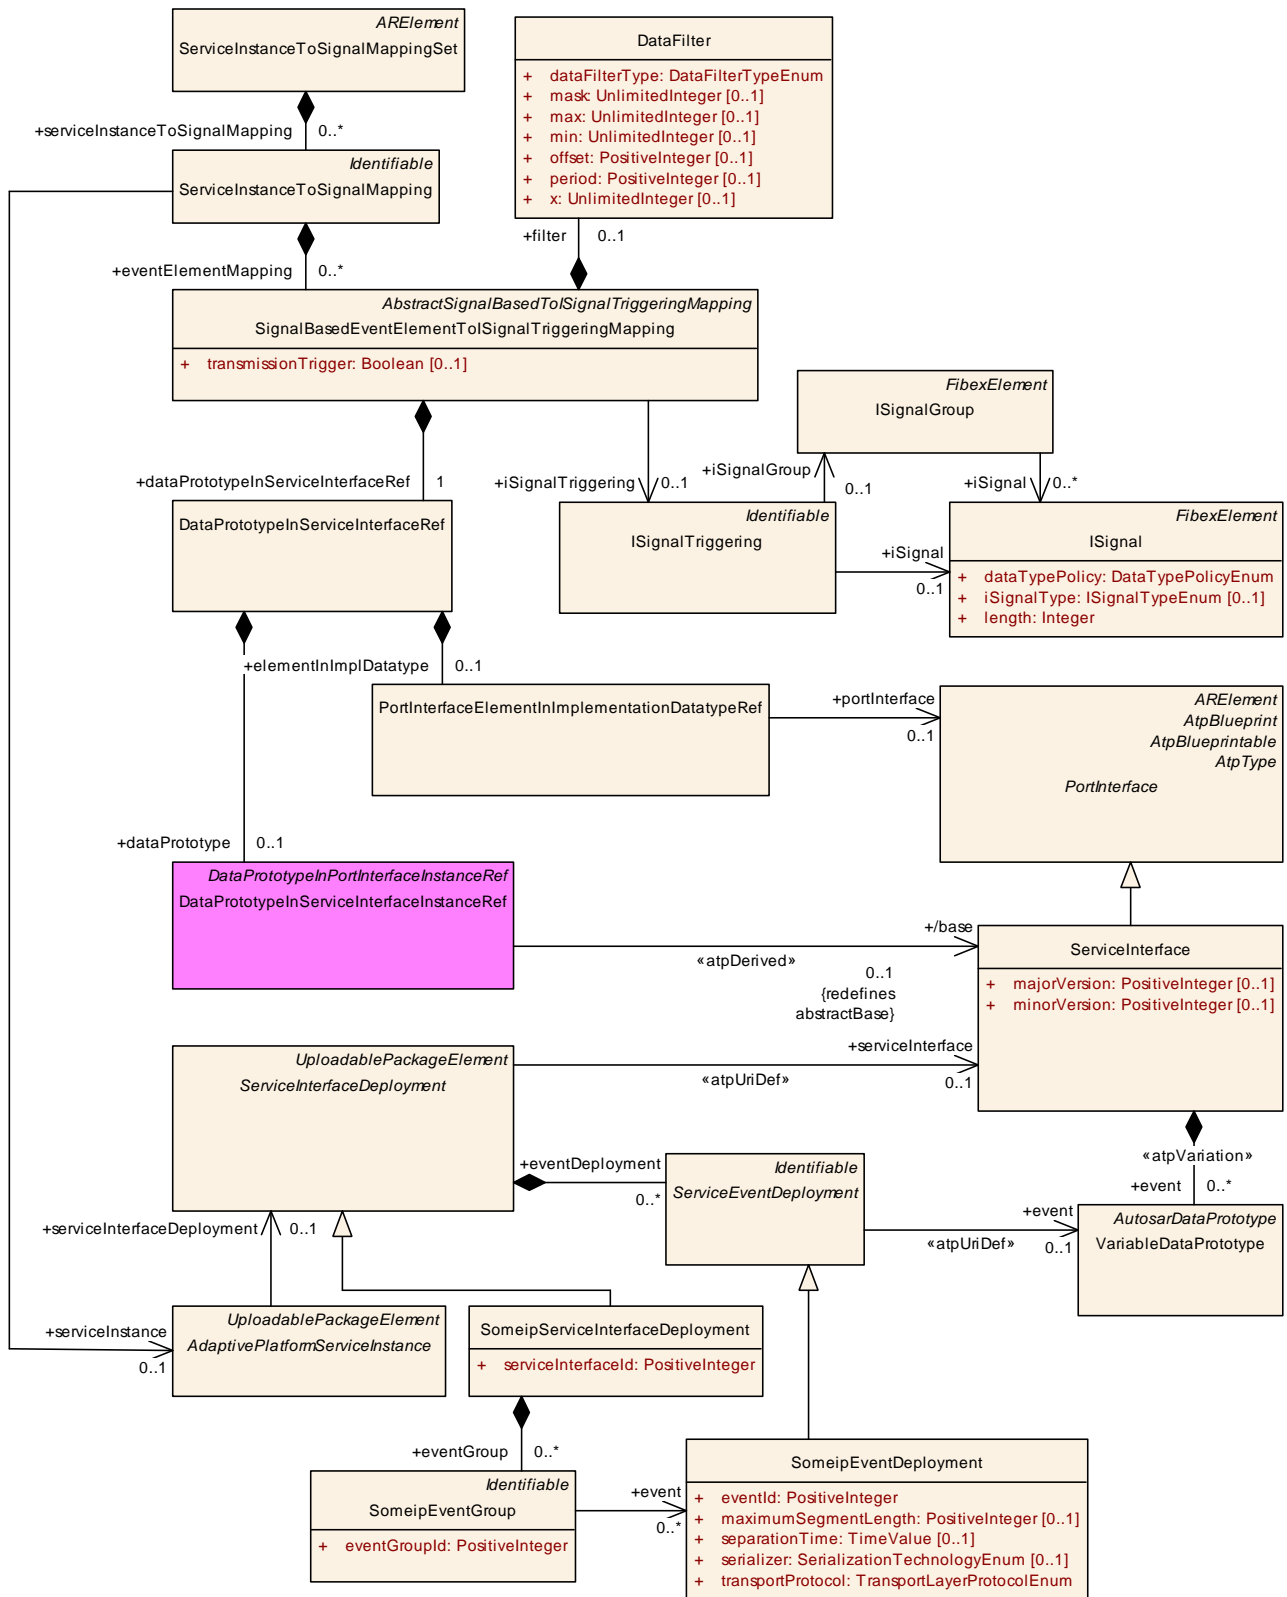 ARElement
ServiceInstanceToSignalMappingSet
DataFilter
+ dataFilterType: DataFilterTypeEnum
+ mask: UnlimitedInteger [0..1]
+ max: UnlimitedInteger [0..1]
+ min: UnlimitedInteger [0..1]
+ offset: PositiveInteger [0..1]
+ period: PositiveInteger [0..1]
+ x: UnlimitedInteger [0..1]
+serviceInstanceToSignalMapping 0..*
Identifiable
ServiceInstanceToSignalMapping
+filter 0..1
+eventElementMapping 0..*
AbstractSignalBasedToISignalTriggeringMapping
SignalBasedEventElementToISignalTriggeringMapping
+ transmissionTrigger: Boolean [0..1]
FibexElement
ISignalGroup
+iSignalGroup
0..1
+dataPrototypeInServiceInterfaceRef 1
+iSignalTriggering 0..1
+iSignal 0..*
DataPrototypeInServiceInterfaceRef
Identifiable
ISignalTriggering
+iSignal
0..1
FibexElement
ISignal
+ dataTypePolicy: DataTypePolicyEnum
+ iSignalType: ISignalTypeEnum [0..1]
+ length: Integer
+elementInImplDatatype 0..1
PortInterfaceElementInImplementationDatatypeRef
+portInterface
0..1
ARElement
AtpBlueprint
AtpBlueprintable
AtpType
PortInterface
+dataPrototype 0..1
DataPrototypeInPortInterfaceInstanceRef
DataPrototypeInServiceInterfaceInstanceRef
+/base
«atpDerived»
0..1
{redefines
abstractBase}
ServiceInterface
+ majorVersion: PositiveInteger [0..1]
+ minorVersion: PositiveInteger [0..1]
UploadablePackageElement
ServiceInterfaceDeployment
+serviceInterface
«atpUriDef»
0..1
+eventDeployment
0..*
Identifiable
ServiceEventDeployment
«atpVariation»
+event 0..*
+event
«atpUriDef»
0..1
AutosarDataPrototype
VariableDataPrototype
+serviceInterfaceDeployment 0..1
+serviceInstance
0..1
UploadablePackageElement
AdaptivePlatformServiceInstance
SomeipServiceInterfaceDeployment
+ serviceInterfaceId: PositiveInteger
+eventGroup 0..*
Identifiable
SomeipEventGroup
+ eventGroupId: PositiveInteger
+event
0..*
SomeipEventDeployment
+ eventId: PositiveInteger
+ maximumSegmentLength: PositiveInteger [0..1]
+ separationTime: TimeValue [0..1]
+ serializer: SerializationTechnologyEnum [0..1]
+ transportProtocol: TransportLayerProtocolEnum